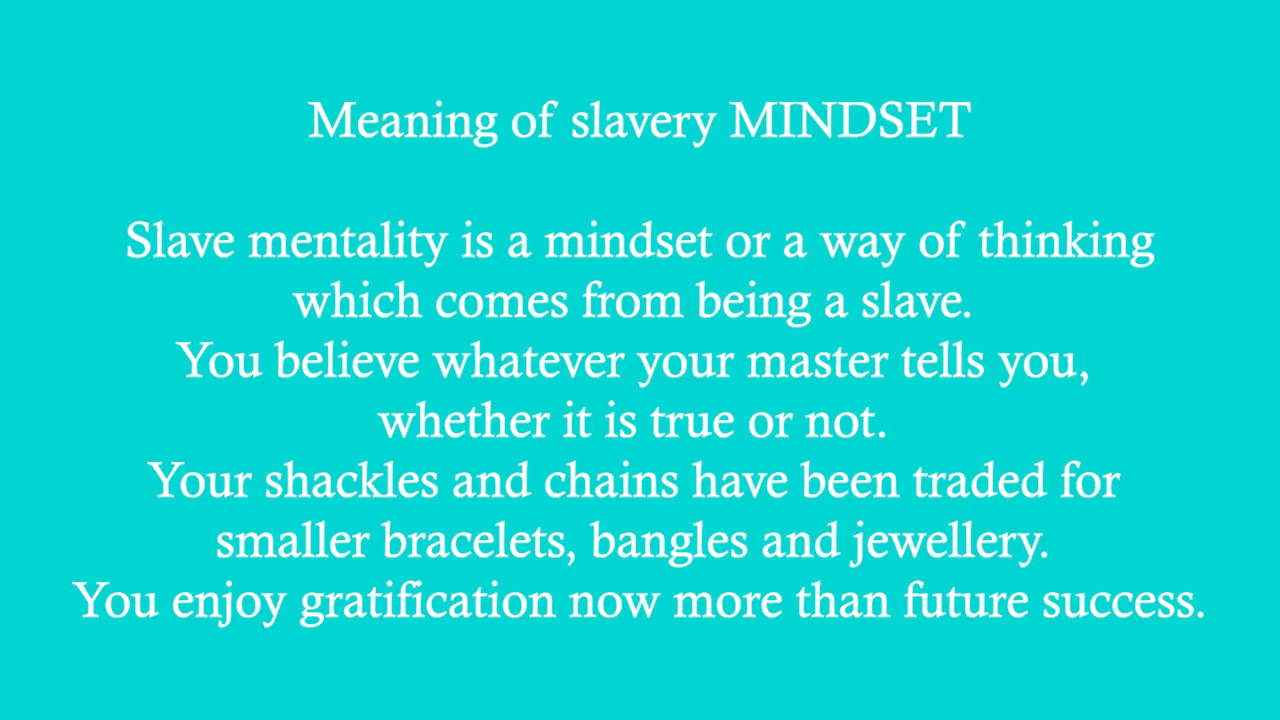 Meaning of slavery MINDSET
Slave mentality is a mindset or a way of thinking
which comes from being a slave.
You believe whatever your master tells you,
whether it is true or not.
Your shackles and chains have been traded for
smaller bracelets, bangles and jewellery.
You enjoy gratification now more than future success.